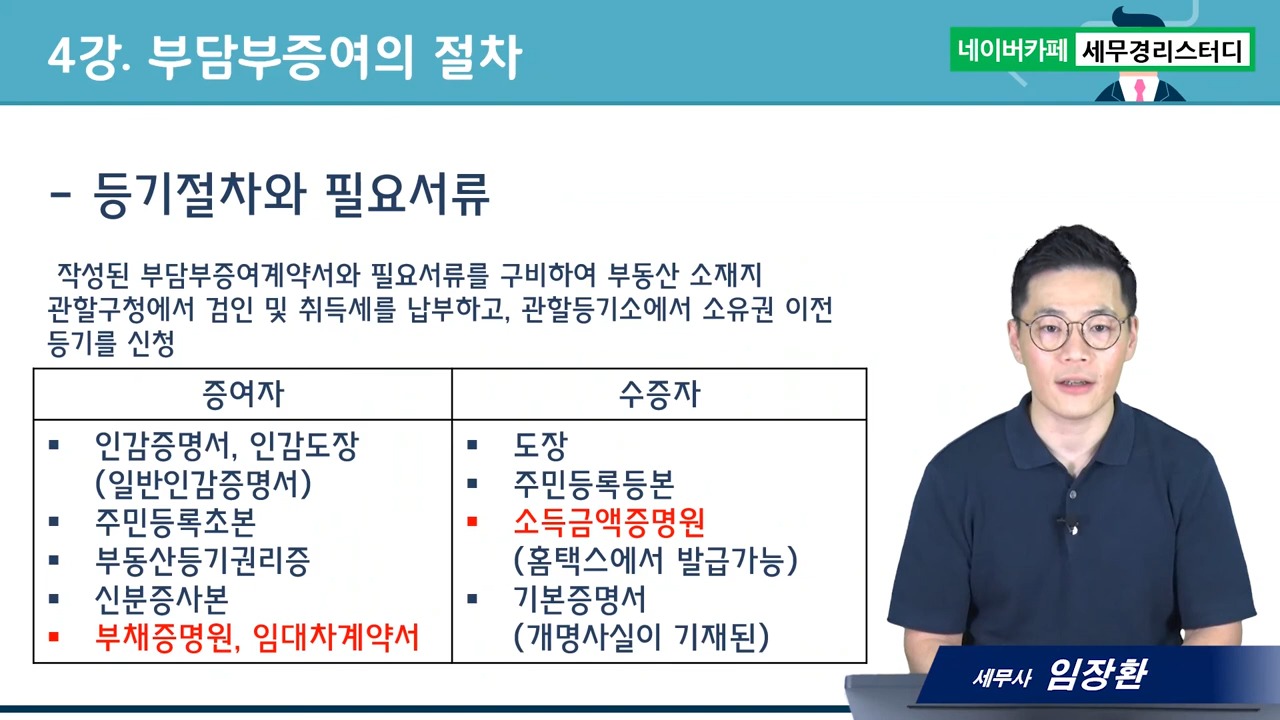 4강. 부담부증여의 절차
네이버카페 세무경리스터디
- 등기절차와 필요서류
작성된 부담부증여계약서와 필요서류를 구비하여 부동산 소재지
관할구청에서 검인 및 취득세를 납부하고, 관할등기소에서 소유권 이전
등기를 신청
증여자
수증자
▪ 인감증명서, 인감도장
(일반인감증명서)
▪ 주민등록초본
▪ 부동산등기권리증
▪ 신분증사본
▪ 부채증명원, 임대차계약서
▪ 도장
▪ 주민등록등본
▪ 소득금액증명원
(홈택스에서 발급가능)
▪ 기본증명서
(개명사실이 기재된)
세무사 임장환